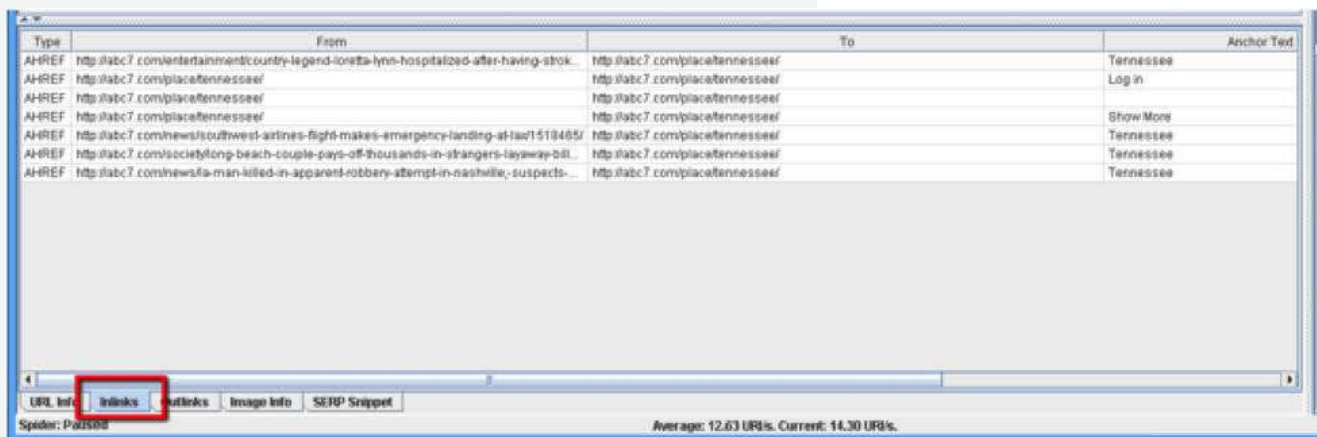 Type From To Anchor Text
AHREF http://abc7.com/entertainment/country-legend-loretta-lynn-hospitalized-after-having-strok... http://abc7.com/place/tennessee/ Tennessee
AHREF http://abc7.com/place/tennessee/ http://abc7.com/place/tennessee/ Log in
AHREF http://abc7.com/place/tennessee/ http://abc7.com/place/tennessee/
AHREF http://abc7.com/place/tennessee/ http://abc7.com/place/tennessee/ Show More
AHREF http://abc7.com/news/southwest-airlines-flight-makes-emergency-landing-at-lax/1518465/ http://abc7.com/place/tennessee/ Tennessee
AHREF http://abc7.com/society/long-beach-couple-pays-off-thousands-in-strangers-layaway-bill... http://abc7.com/place/tennessee/ Tennessee
AHREF http://abc7.com/news/la-man-killed-in-apparent-robbery-attempt-in-nashville;-suspects-... http://abc7.com/place/tennessee/ Tennessee
URL Info Inlinks Outlinks Image Info SERP Snippet
Spider: Paused Average: 12.63 URI/s. Current: 14.30 URI/s.